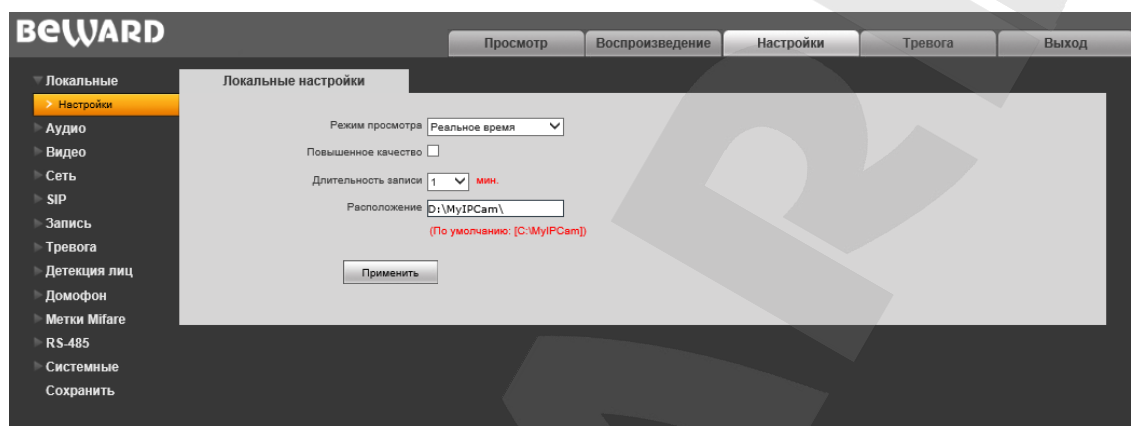 BEWARD
Просмотр Воспроизведение Настройки Тревога Выход
Локальные
Настройки
Аудио
Видео
Сеть
SIP
Запись
Тревога
Детекция лиц
Домофон
Метки Mifare
RS-485
Системные
Сохранить
Локальные настройки
Режим просмотра Реальное время
Повышенное качество
Длительность записи 1 мин.
Расположение D:\MyIPCam\
(По умолчанию: [C:\MyIPCam])
Применить